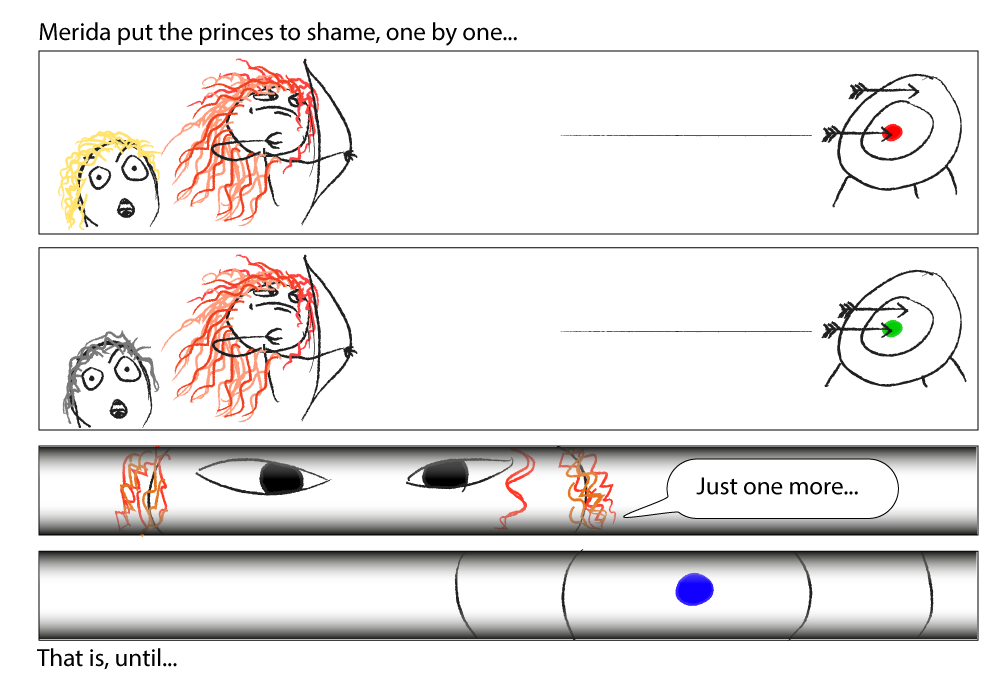 Merida put the princes to shame, one by one...
Just one more...
That is, until...